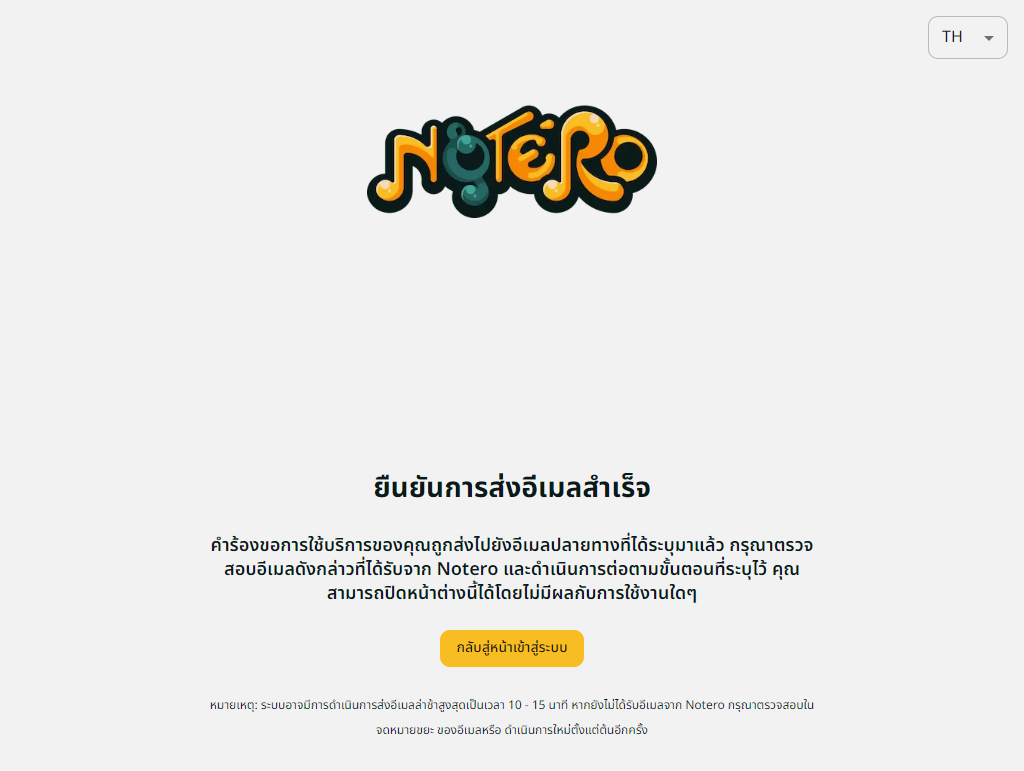 TH
NOTERO
ยืนยันการส่งอีเมลสำเร็จ
คำร้องขอการใช้บริการของคุณถูกส่งไปยังอีเมลปลายทางที่ได้ระบุมาแล้ว กรุณาตรวจ
สอบอีเมลดังกล่าวที่ได้รับจาก Notero และดำเนินการต่อตามขั้นตอนที่ระบุไว้ คุณ
สามารถปิดหน้าต่างนี้ได้โดยไม่มีผลกับการใช้งานใดๆ
กลับสู่หน้าเข้าสู่ระบบ
หมายเหตุ: ระบบอาจมีการดำเนินการส่งอีเมลล่าช้าสูงสุดเป็นเวลา 10 - 15 นาที หากยังไม่ได้รับอีเมลจาก Notero กรุณาตรวจสอบใน
จดหมายขยะ ของอีเมลหรือ ดำเนินการใหม่ตั้งแต่ต้นอีกครั้ง